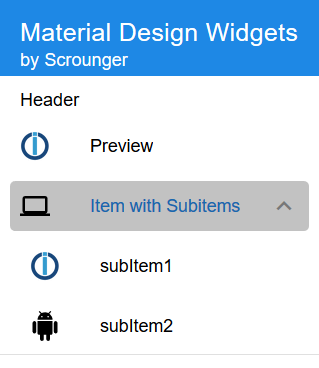 Material Design Widgets
by Scrounger
Header
Preview
Item with Subitems
subItem1
subItem2